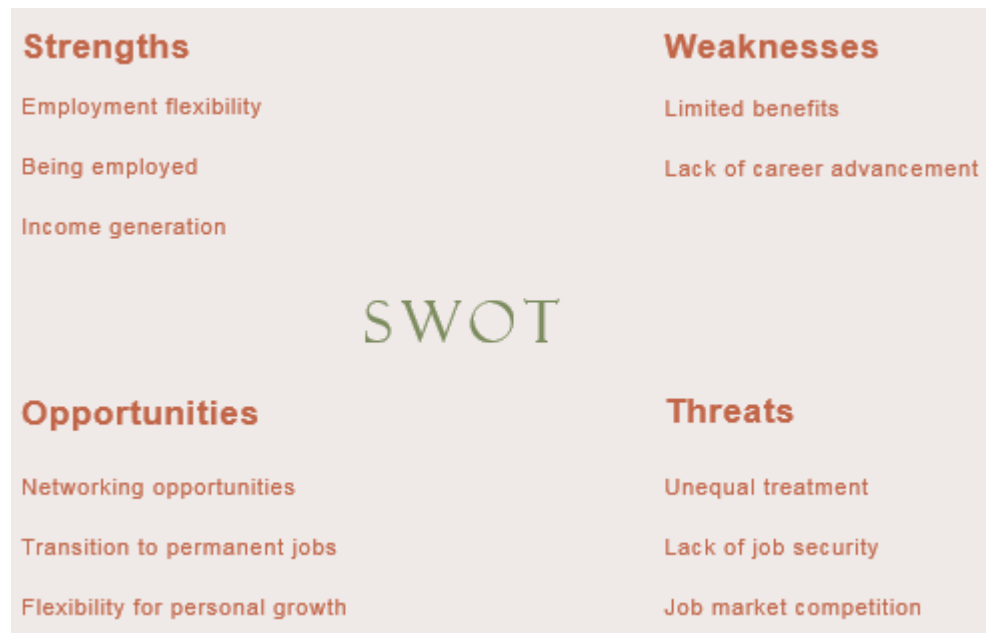 Strengths
Employment flexibility
Being employed
Income generation
Weaknesses
Limited benefits
Lack of career advancement
SWOT
Opportunities
Networking opportunities
Transition to permanent jobs
Flexibility for personal growth
Threats
Unequal treatment
Lack of job security
Job market competition